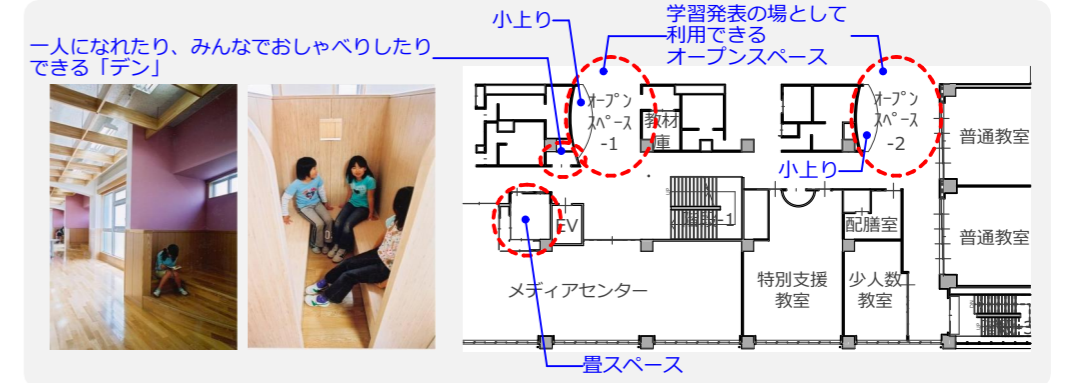 小上り
学習発表の場として
利用できる
オープンスペース
一人になれたり、みんなでおしゃべりしたり
できる「デン」
オープン
スペース
-1
教材
庫
オープン
スペース
-2
普通教室
小上り
EV
階段-1
配膳室
普通教室
メディアセンター
特別支援
教室
少人数
教室
畳スペース